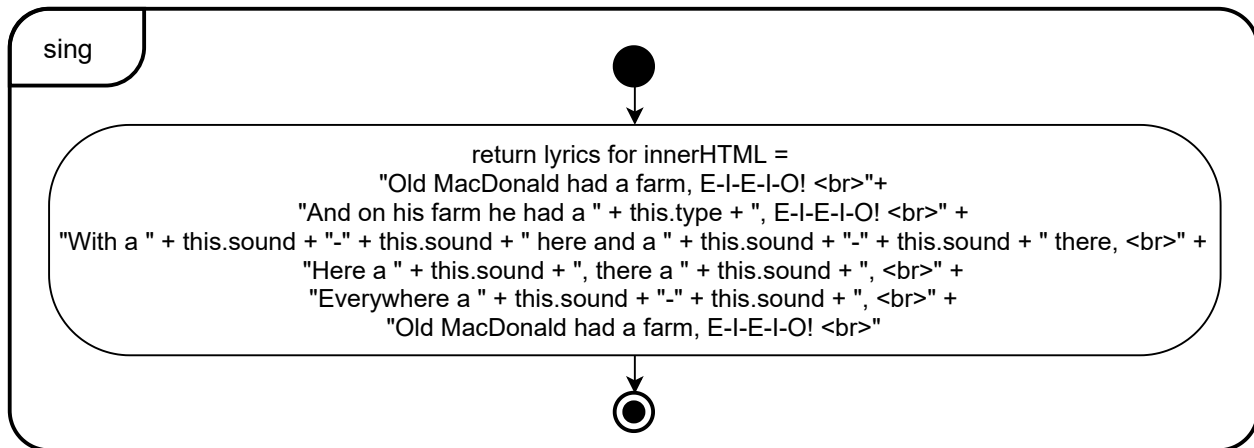 sing
return lyrics for innerHTML =
"Old MacDonald had a farm, E-I-E-I-O! <br>"+
"And on his farm he had a " + this.type + ", E-I-E-I-O! <br>" +
"With a " + this.sound + "-" + this.sound + " here and a " + this.sound + "-" + this.sound + " there, <br>" +
"Here a " + this.sound + ", there a " + this.sound + ", <br>" +
"Everywhere a " + this.sound + "-" + this.sound + ", <br>" +
"Old MacDonald had a farm, E-I-E-I-O! <br>"